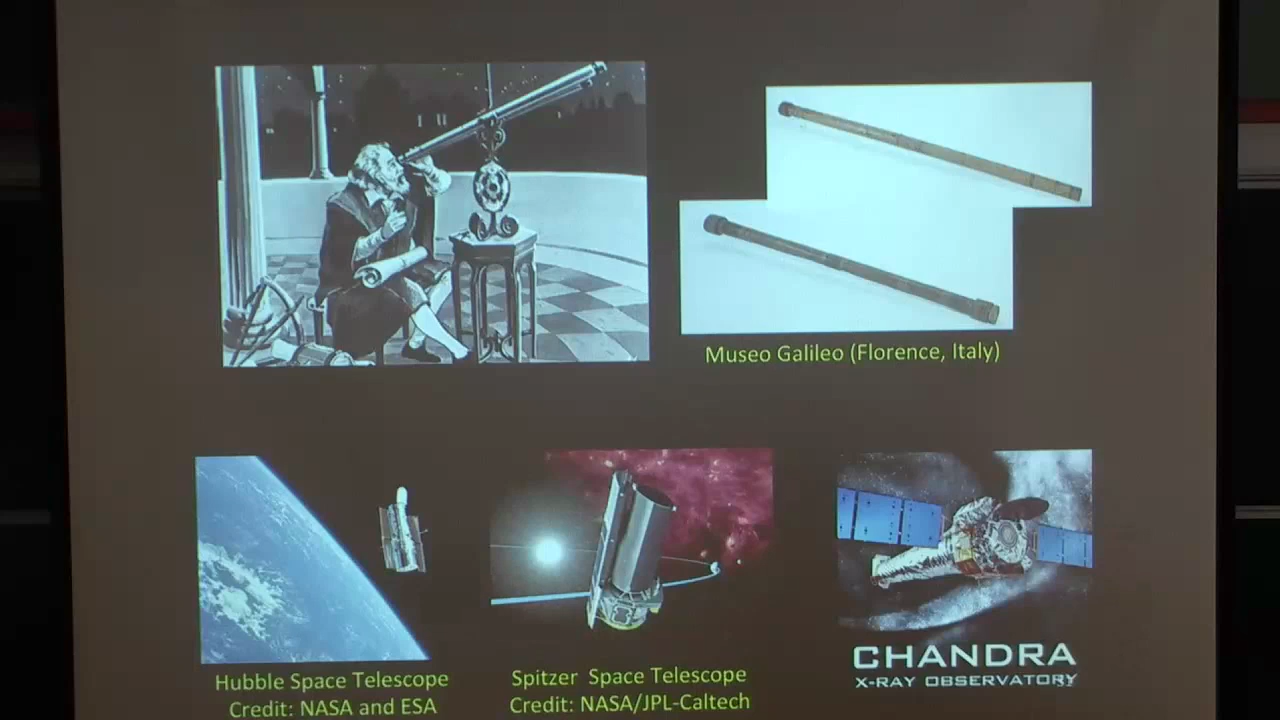 Museo Galileo (Florence, Italy)
Hubble Space Telescope
Credit: NASA and ESA
Spitzer Space Telescope
Credit: NASA/JPL-Caltech
CHANDRA
X-RAY OBSERVATORY